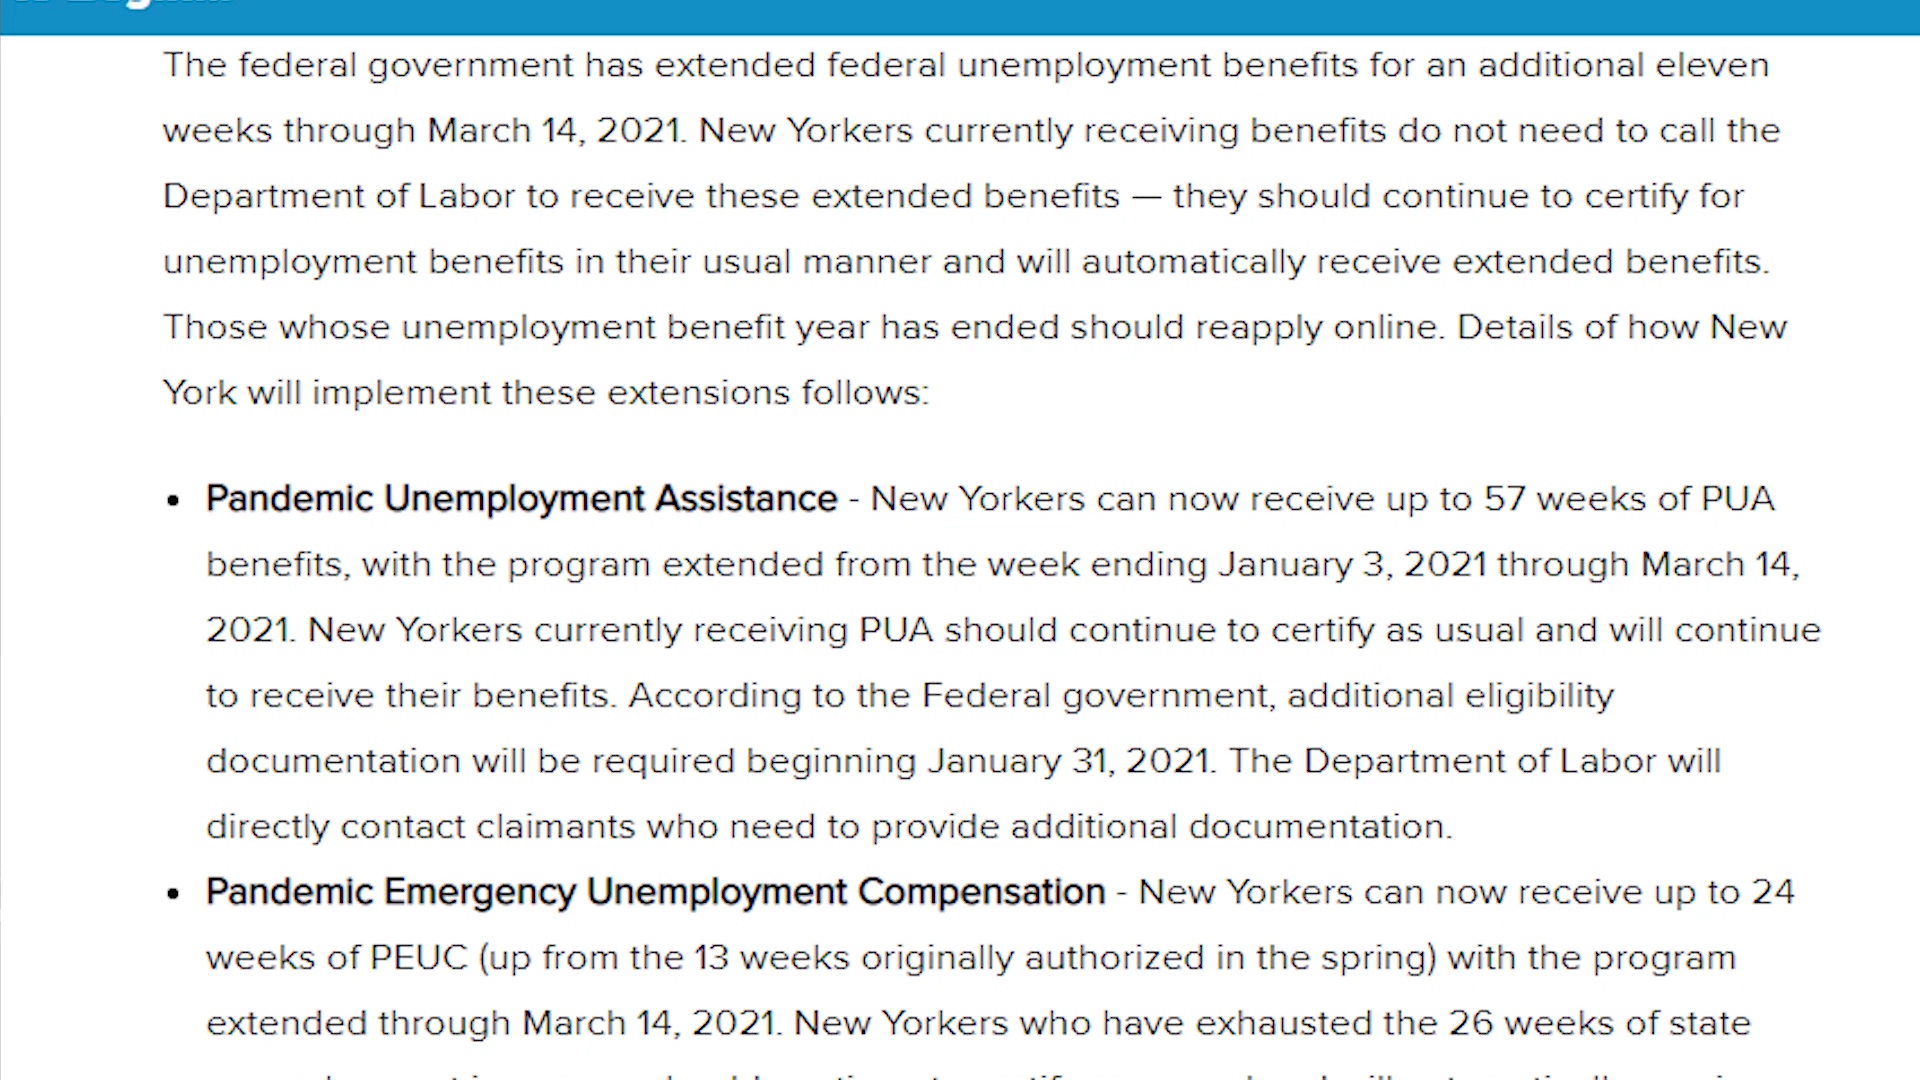 The federal government has extended federal unemployment benefits for an additional eleven
weeks through March 14, 2021. New Yorkers currently receiving benefits do not need to call the
Department of Labor to receive these extended benefits — they should continue to certify for
unemployment benefits in their usual manner and will automatically receive extended benefits.
Those whose unemployment benefit year has ended should reapply online. Details of how New
York will implement these extensions follows:
• Pandemic Unemployment Assistance - New Yorkers can now receive up to 57 weeks of PUA
benefits, with the program extended from the week ending January 3, 2021 through March 14,
2021. New Yorkers currently receiving PUA should continue to certify as usual and will continue
to receive their benefits. According to the Federal government, additional eligibility
documentation will be required beginning January 31, 2021. The Department of Labor will
directly contact claimants who need to provide additional documentation.
• Pandemic Emergency Unemployment Compensation - New Yorkers can now receive up to 24
weeks of PEUC (up from the 13 weeks originally authorized in the spring) with the program
extended through March 14, 2021. New Yorkers who have exhausted the 26 weeks of state